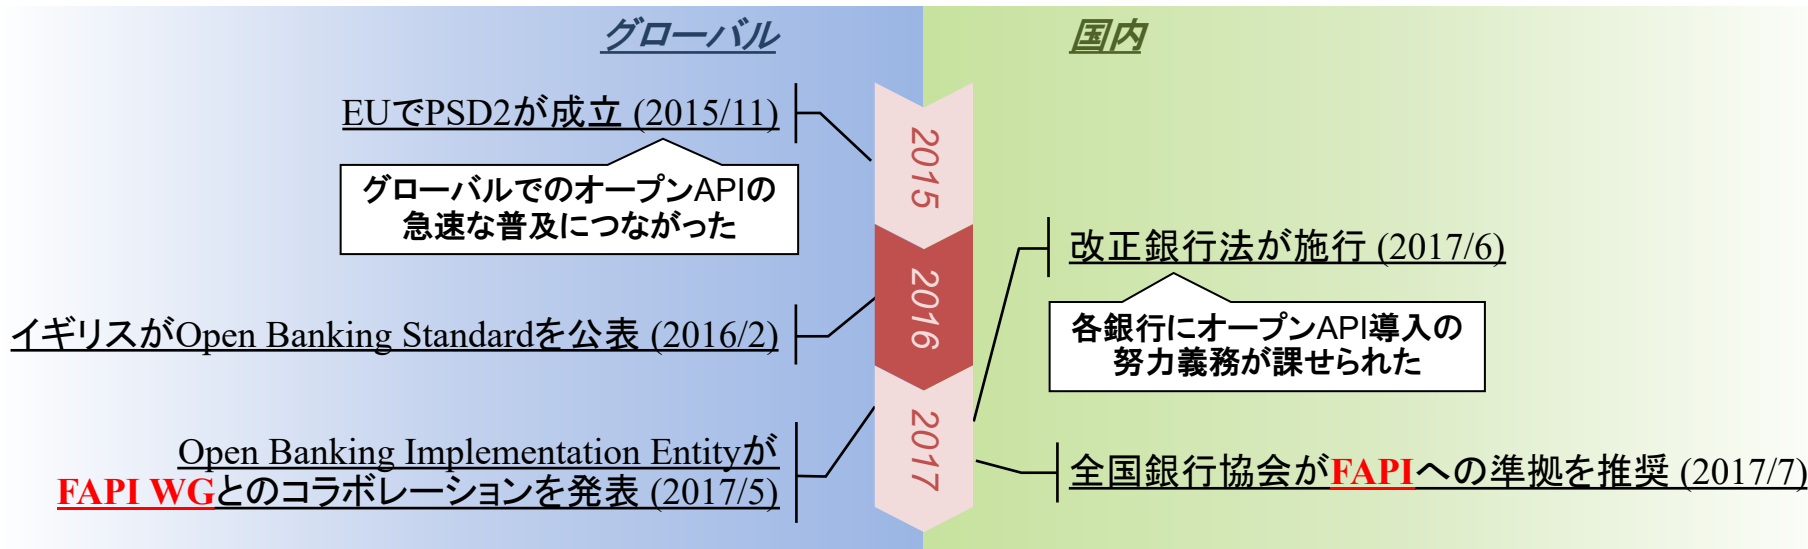 グローバル
国内
EUでPSD2が成立 (2015/11)
グローバルでのオープンAPIの
急速な普及につながった
イギリスがOpen Banking Standardを公表 (2016/2)
Open Banking Implementation Entityが
FAPI WGとのコラボレーションを発表 (2017/5)
2015
2016
2017
改正銀行法が施行 (2017/6)
各銀行にオープンAPI導入の
努力義務が課せられた
全国銀行協会がFAPIへの準拠を推奨 (2017/7)